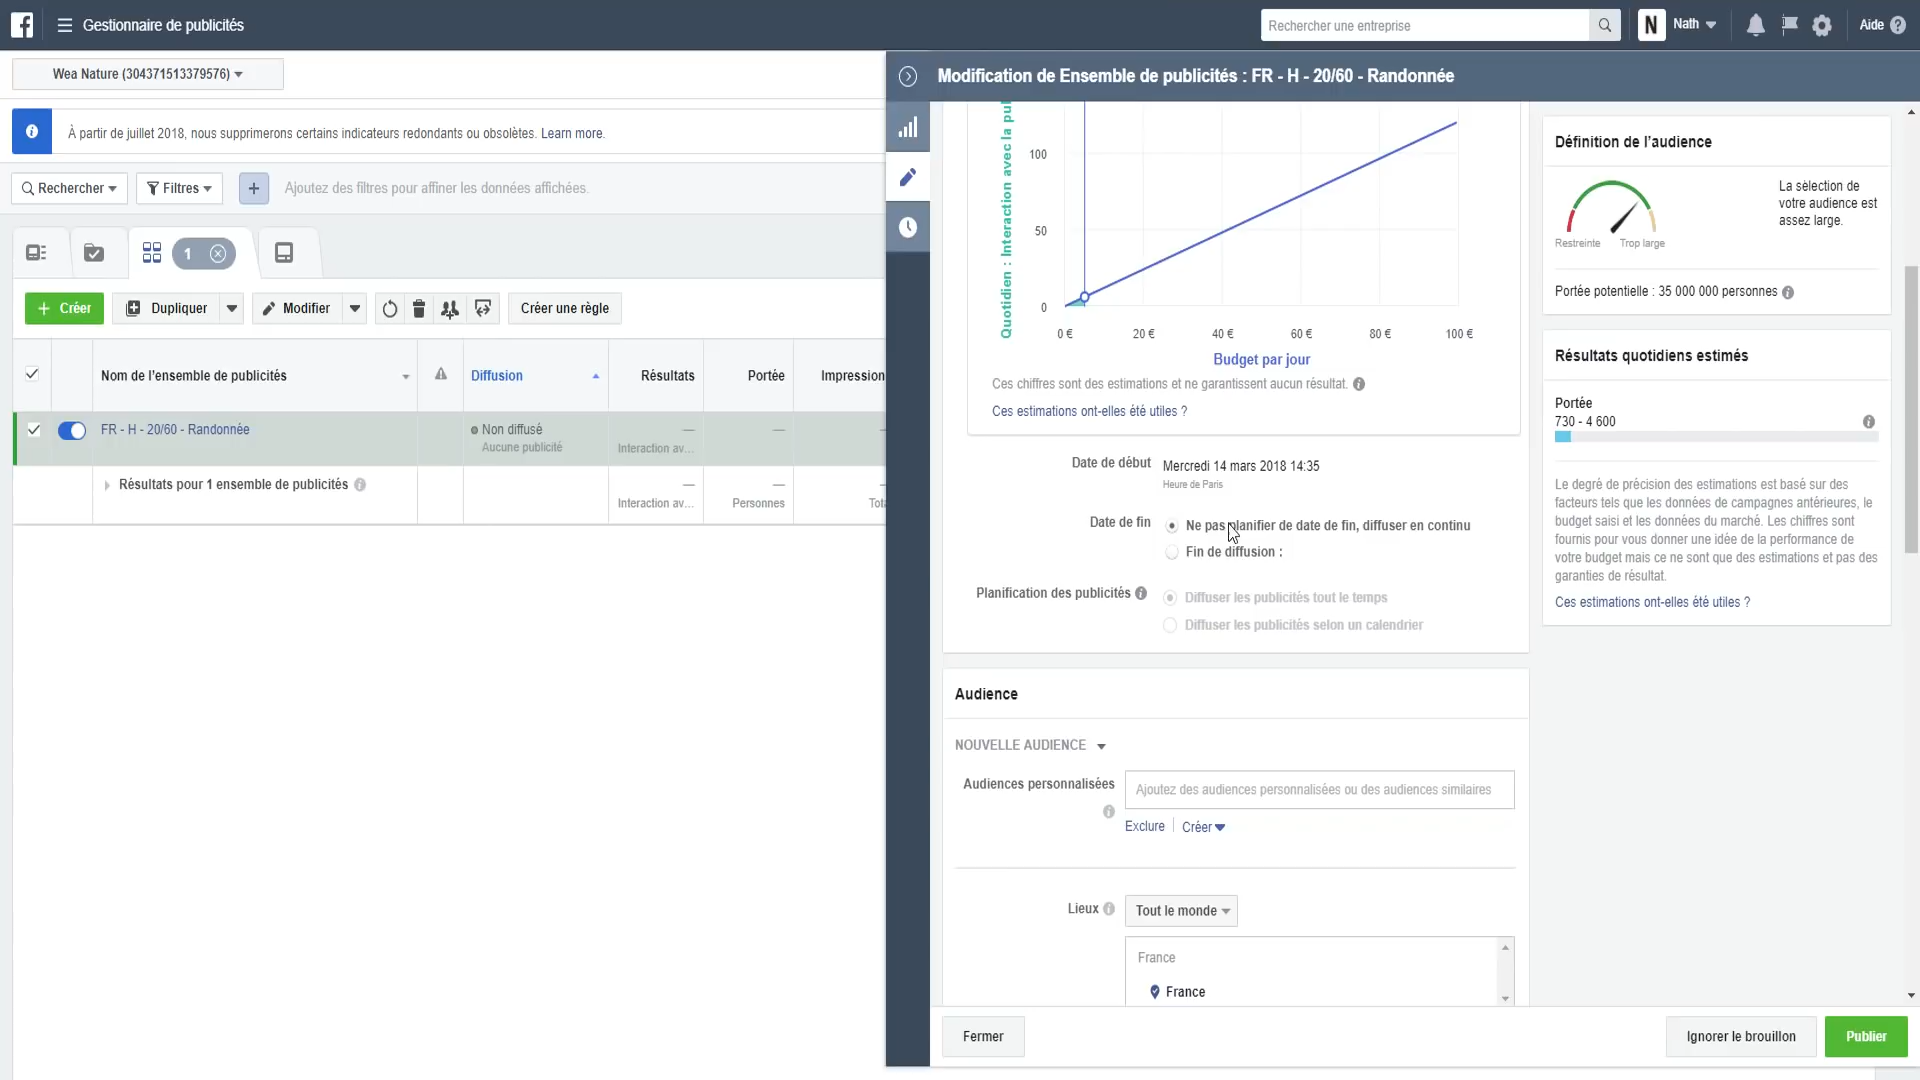 Gestionnaire de publicités
Rechercher une entreprise
N
Nath
Aide
Wea Nature (304371513379576)
À partir de juillet 2018, nous supprimerons certains indicateurs redondants ou obsolètes. Learn more.
Rechercher
Filtres
Ajoutez des filtres pour affiner les données affichées.
1
Créer
Dupliquer
Modifier
Créer une règle
Nom de l'ensemble de publicités
Diffusion
Résultats
Portée
Impression
FR - H - 20/60 - Randonnée
Non diffusé
Aucune publicité
—
Interaction av...
—
Résultats pour 1 ensemble de publicités
—
Interaction av...
—
Personnes
Modification de Ensemble de publicités : FR - H - 20/60 - Randonnée
Quotidien : Interaction avec la pu
100
50
0
0 €
20 €
40 €
60 €
80 €
100 €
Budget par jour
Ces chiffres sont des estimations et ne garantissent aucun résultat.
Ces estimations ont-elles été utiles ?
Date de début
Mercredi 14 mars 2018 14:35
Heure de Paris
Date de fin
Ne pas planifier de date de fin, diffuser en continu
Fin de diffusion :
Planification des publicités
Diffuser les publicités tout le temps
Diffuser les publicités selon un calendrier
Audience
NOUVELLE AUDIENCE
Audiences personnalisées
Ajoutez des audiences personnalisées ou des audiences similaires
Exclure
Créer
Lieux
Tout le monde
France
France
Fermer
Ignorer le brouillon
Publier
Définition de l'audience
La sélection de
votre audience est
assez large.
Restreinte
Trop large
Portée potentielle : 35 000 000 personnes
Résultats quotidiens estimés
Portée
730 - 4 600
Le degré de précision des estimations est basé sur des
facteurs tels que les données de campagnes antérieures, le
budget saisi et les données du marché. Les chiffres sont
fournis pour vous donner une idée de la performance de
votre budget mais ce ne sont que des estimations et pas des
garanties de résultat.
Ces estimations ont-elles été utiles ?